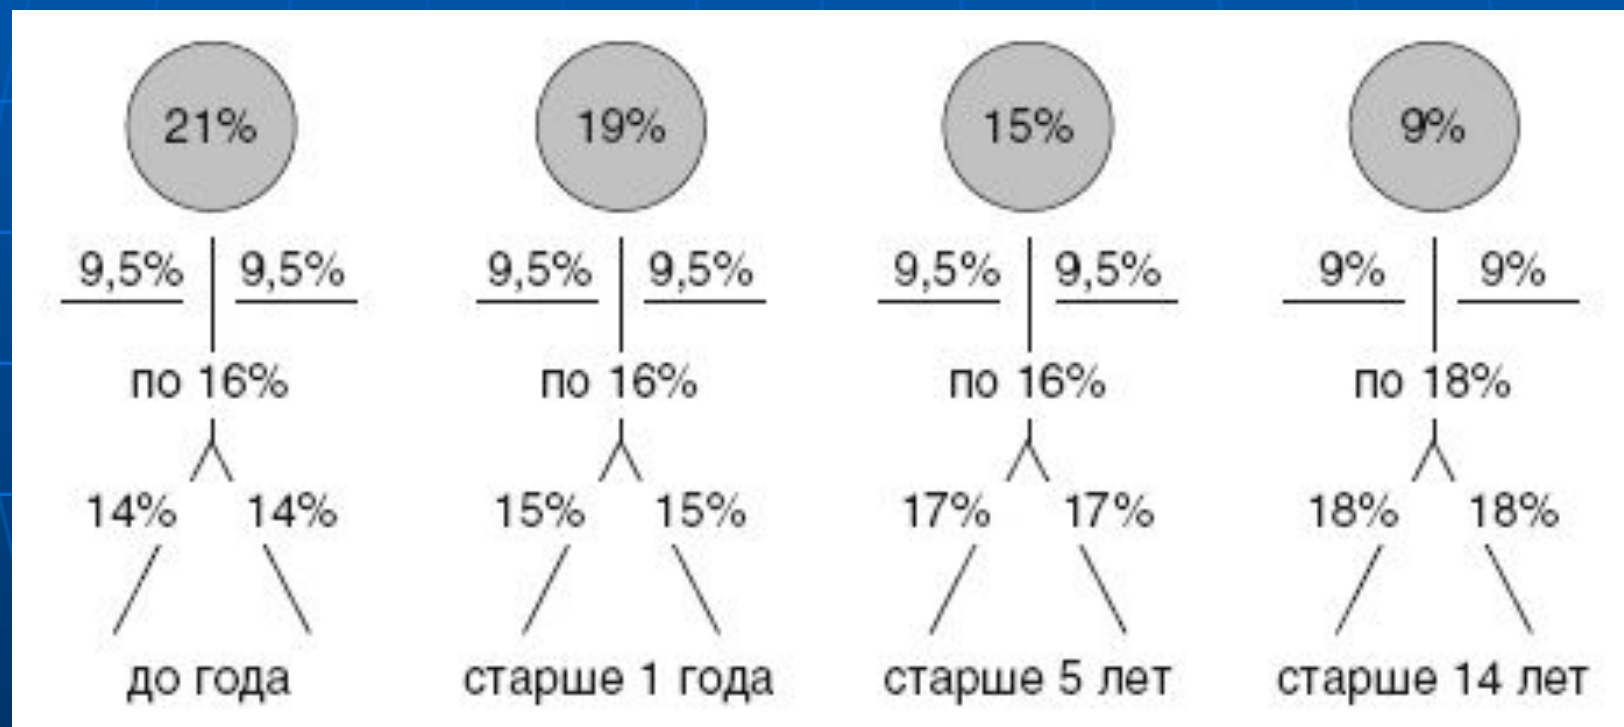 21% 19% 15% 9%
9,5% 9,5% 9,5% 9,5% 9,5% 9,5% 9% 9%
по 16% по 16% по 16% по 18%
14% 14% 15% 15% 17% 17% 18% 18%
до года старше 1 года старше 5 лет старше 14 лет